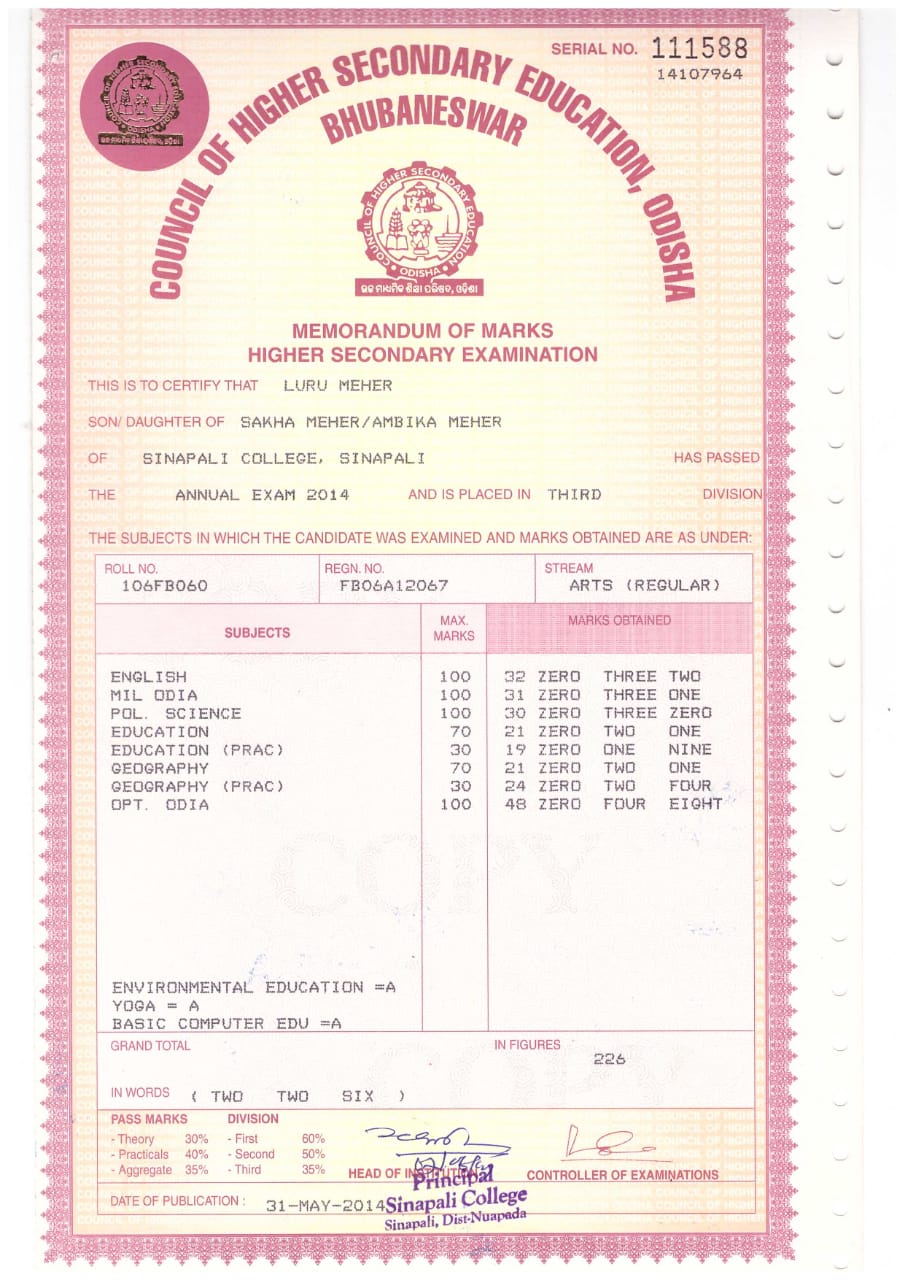 SERIAL NO. 111588
14107964
COUNCIL OF HIGHER SECONDARY EDUCATION, ODISHA
BHUBANESWAR
COUNCIL OF HIGHER SECONDARY EDUCATION
ODISHA
ଉଚ୍ଚ ମାଧ୍ୟମିକ ଶିକ୍ଷା ପରିଷଦ, ଓଡ଼ିଶା
MEMORANDUM OF MARKS
HIGHER SECONDARY EXAMINATION
THIS IS TO CERTIFY THAT LURU MEHER
SON/ DAUGHTER OF SAKHA MEHER/AMBIKA MEHER
OF SINAPALI COLLEGE, SINAPALI HAS PASSED
THE ANNUAL EXAM 2014 AND IS PLACED IN THIRD DIVISION
THE SUBJECTS IN WHICH THE CANDIDATE WAS EXAMINED AND MARKS OBTAINED ARE AS UNDER:
ROLL NO. REGN. NO. STREAM
106FB060 FB06A12067 ARTS (REGULAR)
SUBJECTS MAX. MARKS MARKS OBTAINED
ENGLISH 100 32 ZERO THREE TWO
MIL ODIA 100 31 ZERO THREE ONE
POL. SCIENCE 100 30 ZERO THREE ZERO
EDUCATION 70 21 ZERO TWO ONE
EDUCATION (PRAC) 30 19 ZERO ONE NINE
GEOGRAPHY 70 21 ZERO TWO ONE
GEOGRAPHY (PRAC) 30 24 ZERO TWO FOUR
OPT. ODIA 100 48 ZERO FOUR EIGHT
COPY
ENVIRONMENTAL EDUCATION =A
YOGA = A
BASIC COMPUTER EDU =A
GRAND TOTAL IN FIGURES 226
IN WORDS ( TWO TWO SIX )
PASS MARKS DIVISION
- Theory 30% - First 60%
- Practicals 40% - Second 50%
- Aggregate 35% - Third 35%
HEAD OF INSTITUTION CONTROLLER OF EXAMINATIONS
Principal
DATE OF PUBLICATION : 31-MAY-2014
Sinapali College
Sinapali, Dist-Nuapada